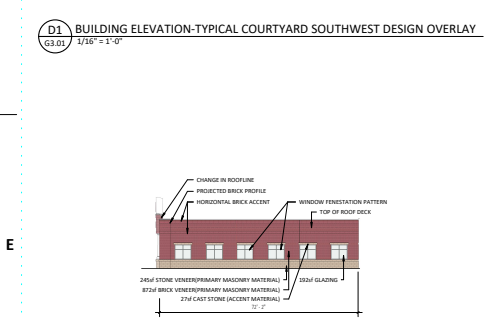 D1 BUILDING ELEVATION-TYPICAL COURTYARD SOUTHWEST DESIGN OVERLAY
G3.01 1/16" = 1'-0"
CHANGE IN ROOFLINE
PROJECTED BRICK PROFILE
HORIZONTAL BRICK ACCENT WINDOW FENESTATION PATTERN
TOP OF ROOF DECK
E
245sf STONE VENEER(PRIMARY MASONRY MATERIAL) 192sf GLAZING
872sf BRICK VENEER(PRIMARY MASONRY MATERIAL)
27sf CAST STONE (ACCENT MATERIAL)
72'- 2"